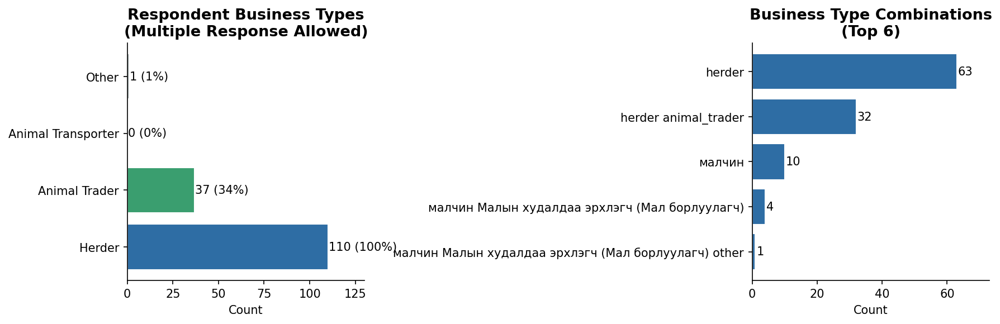 Respondent Business Types
(Multiple Response Allowed)
Other
1 (1%)
Animal Transporter
0 (0%)
Animal Trader
37 (34%)
Herder
110 (100%)
0
25
50
75
100
125
Count
Business Type Combinations
(Top 6)
herder
63
herder animal_trader
32
малчин
10
малчин Малын худалдаа эрхлэгч (Мал борлуулагч)
4
малчин Малын худалдаа эрхлэгч (Мал борлуулагч) other
1
0
20
40
60
Count